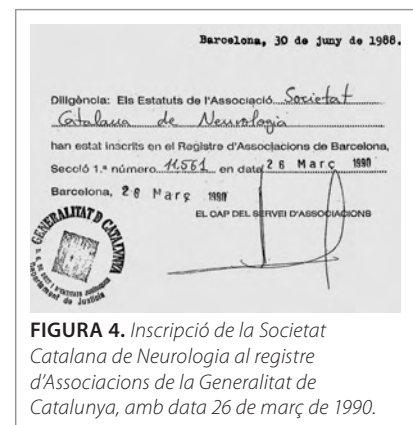 Barcelona, 30 de juny de 1988.
Diligència: Els Estatuts de l'Associació Societat
Catalana de Neurologia
han estat inscrits en el Registre d'Associacions de Barcelona,
Secció 1.ª número 11.561 en data 26 Març 1990
Barcelona, 28 Març 1990
EL CAP DEL SERVEI D'ASSOCIACIONS
GENERALITAT D CATALUNYA
Departament de Justícia
FIGURA 4. Inscripció de la Societat
Catalana de Neurologia al registre
d'Associacions de la Generalitat de
Catalunya, amb data 26 de març de 1990.